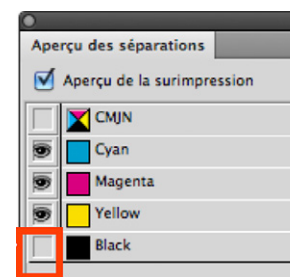 Aperçu des séparations
Aperçu de la surimpression
CMJN
Cyan
Magenta
Yellow
Black